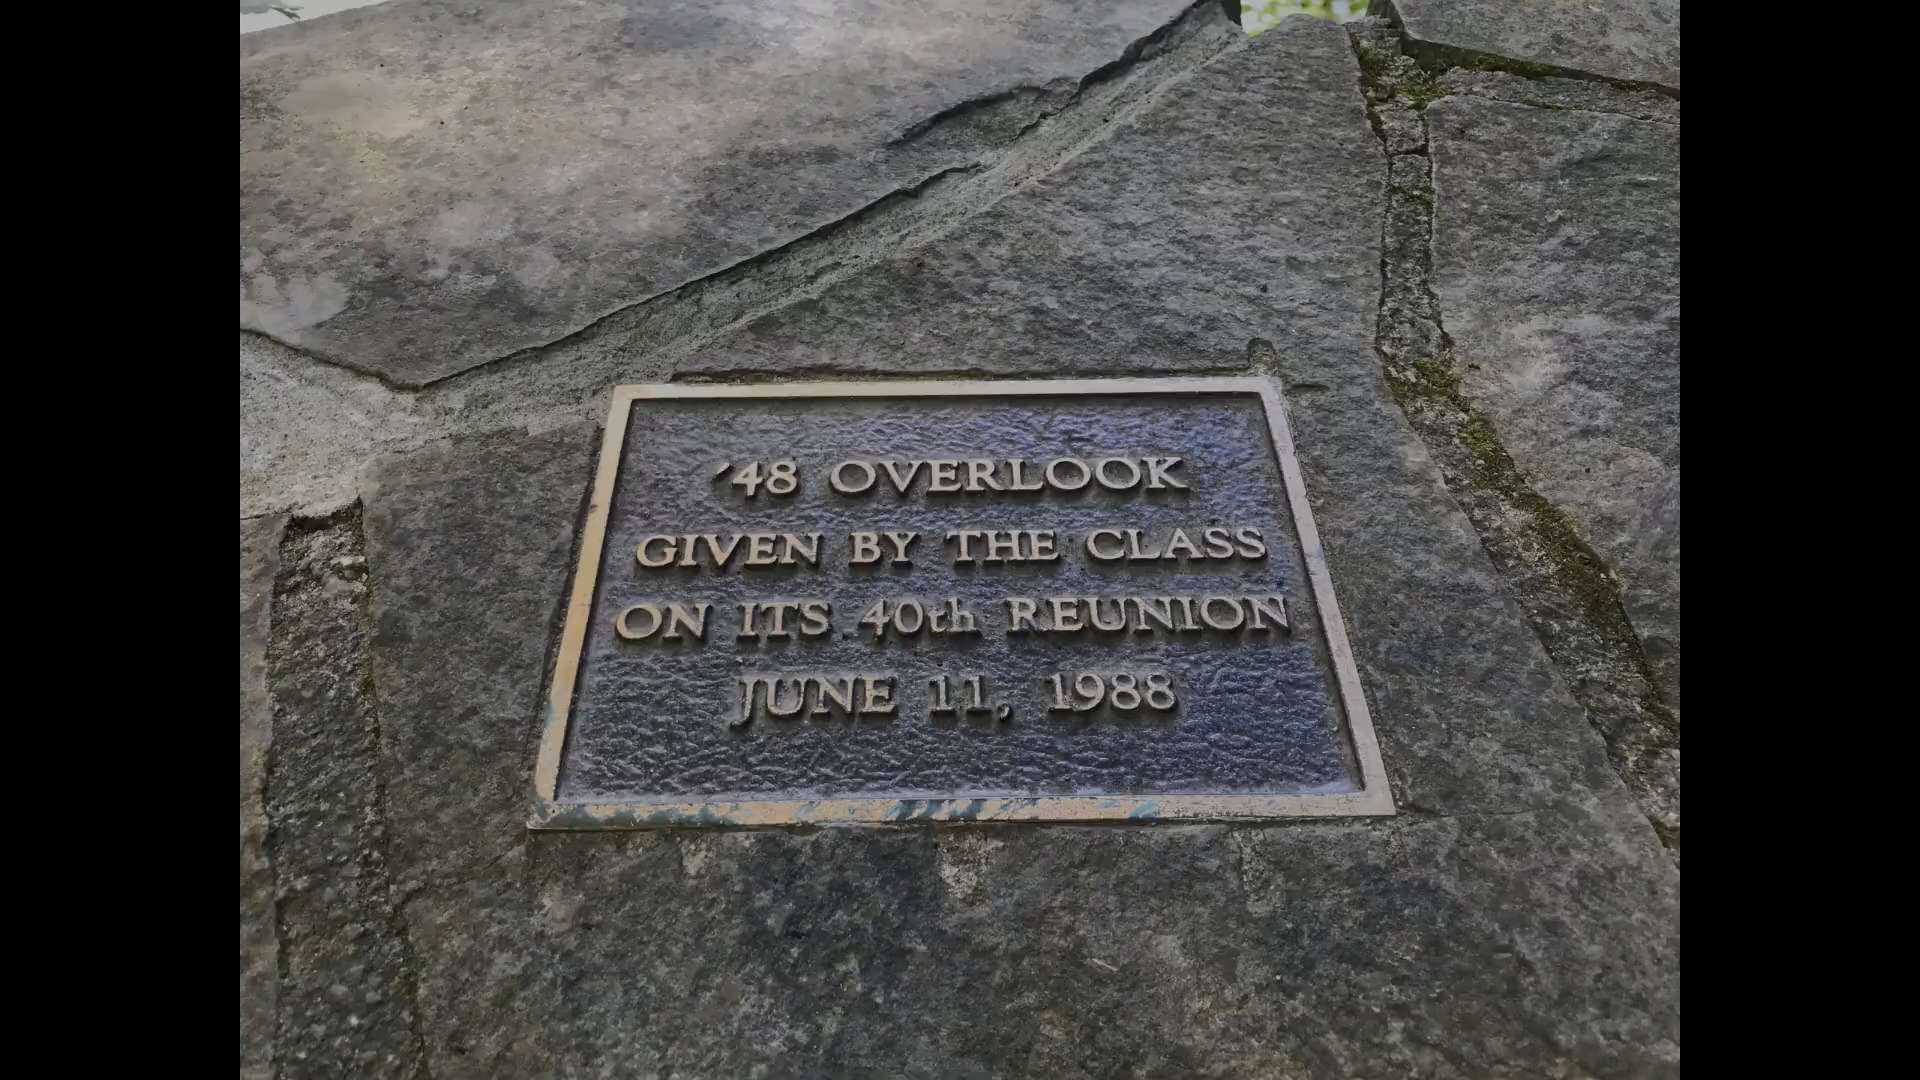 '48 OVERLOOK
GIVEN BY THE CLASS
ON ITS 40th REUNION
JUNE 11, 1988